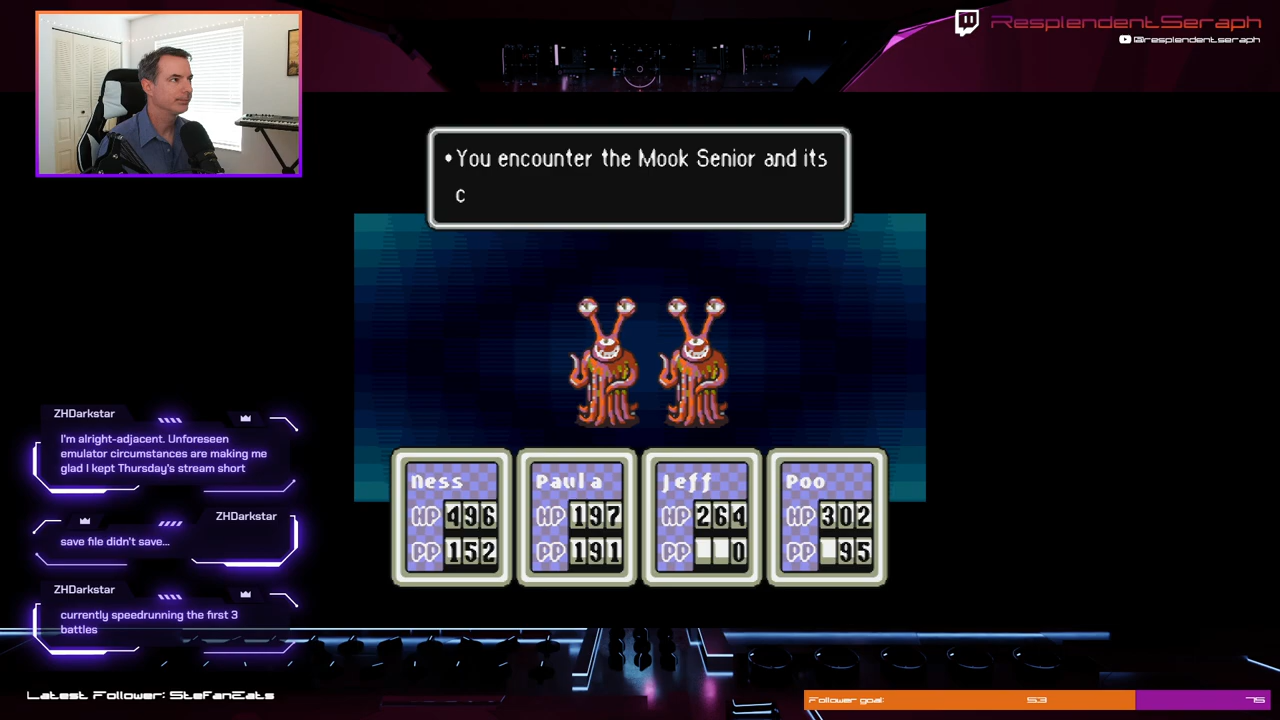 ResplendentSeraph
@resplendentseraph
•You encounter the Mook Senior and its
c
Ness
HP 496
PP 152
Paula
HP 197
PP 191
Jeff
HP 264
PP 0
Poo
HP 302
PP 95
ZHDarkstar
I'm alright-adjacent. Unforeseen
emulator circumstances are making me
glad I kept Thursday's stream short
ZHDarkstar
save file didn't save...
ZHDarkstar
currently speedrunning the first 3
battles
Latest Follower: StefanEats
Follower goal: 53 75